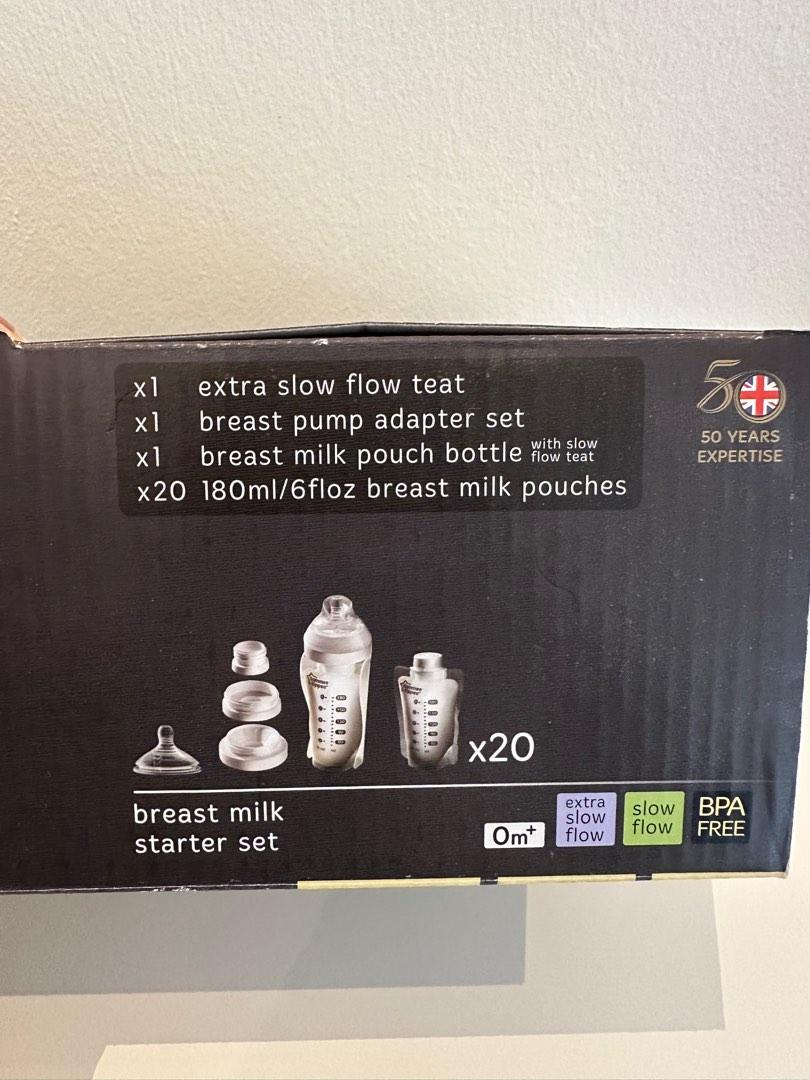 x1 extra slow flow teat
x1 breast pump adapter set
x1 breast milk pouch bottle with slow flow teat
x20 180ml/6floz breast milk pouches
50
50 YEARS
EXPERTISE
x20
breast milk
starter set
0m+
extra
slow
flow
slow
flow
BPA
FREE